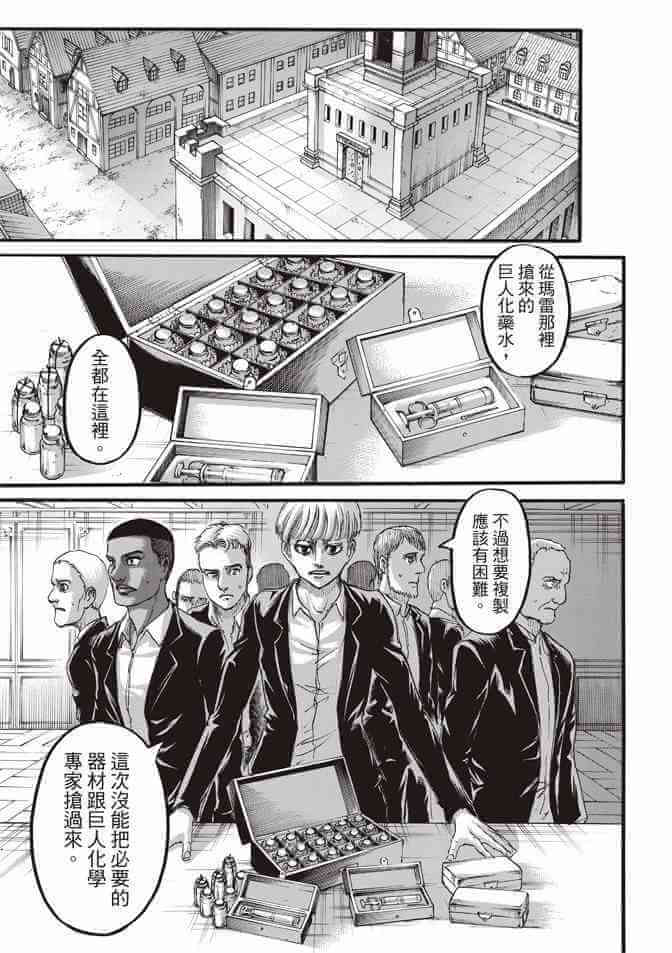 從瑪雷那裡
搶來的
巨人化藥水，
全都在這裡。
不過想要複製
應該有困難。
這次沒能把必要的
器材跟巨人化學
專家搶過來。